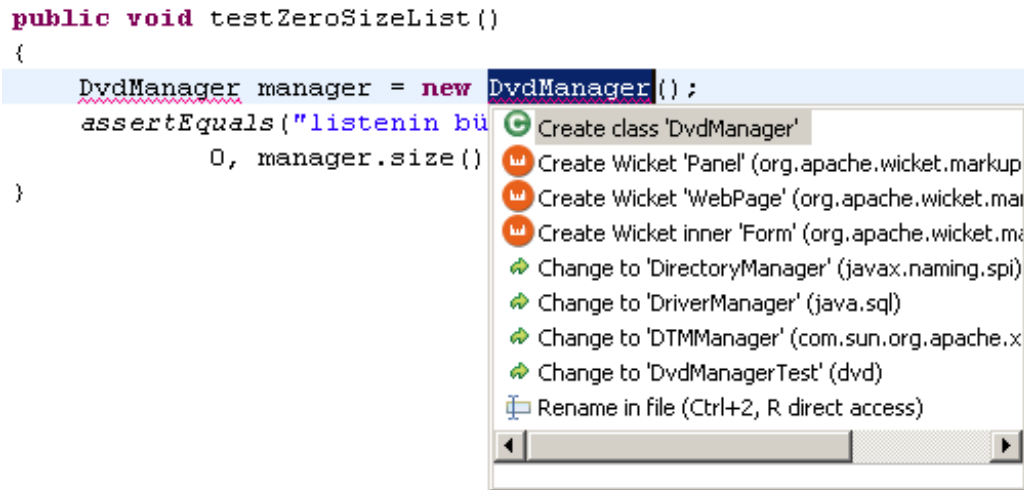 public void testZeroSizeList()
{
DvdManager manager = new DvdManager();
assertEquals("listenin bü
0, manager.size()
}
Create class 'DvdManager'
Create Wicket 'Panel' (org.apache.wicket.markup
Create Wicket 'WebPage' (org.apache.wicket.mar
Create Wicket inner 'Form' (org.apache.wicket.ma
Change to 'DirectoryManager' (javax.naming.spi)
Change to 'DriverManager' (java.sql)
Change to 'DTMManager' (com.sun.org.apache.x
Change to 'DvdManagerTest' (dvd)
Rename in file (Ctrl+2, R direct access)